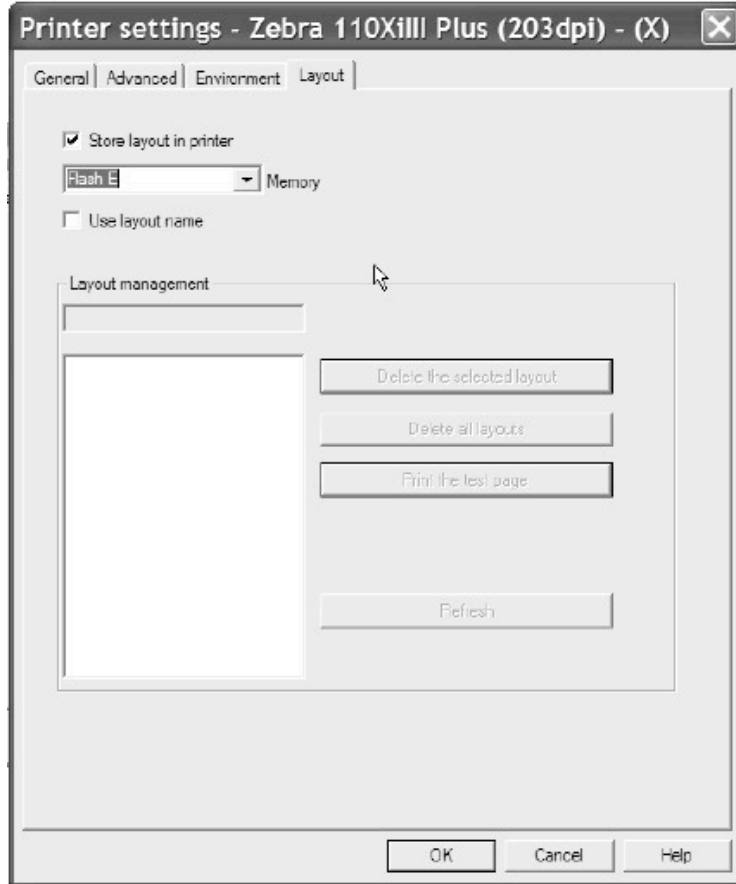 Printer settings - Zebra 110XiIII Plus (203dpi) - (X)
General Advanced Environment Layout
Store layout in printer
Flash E Memory
Use layout name
Layout management
Delete the selected layout
Delete all layouts
Print the test page
Refresh
OK Cancel Help